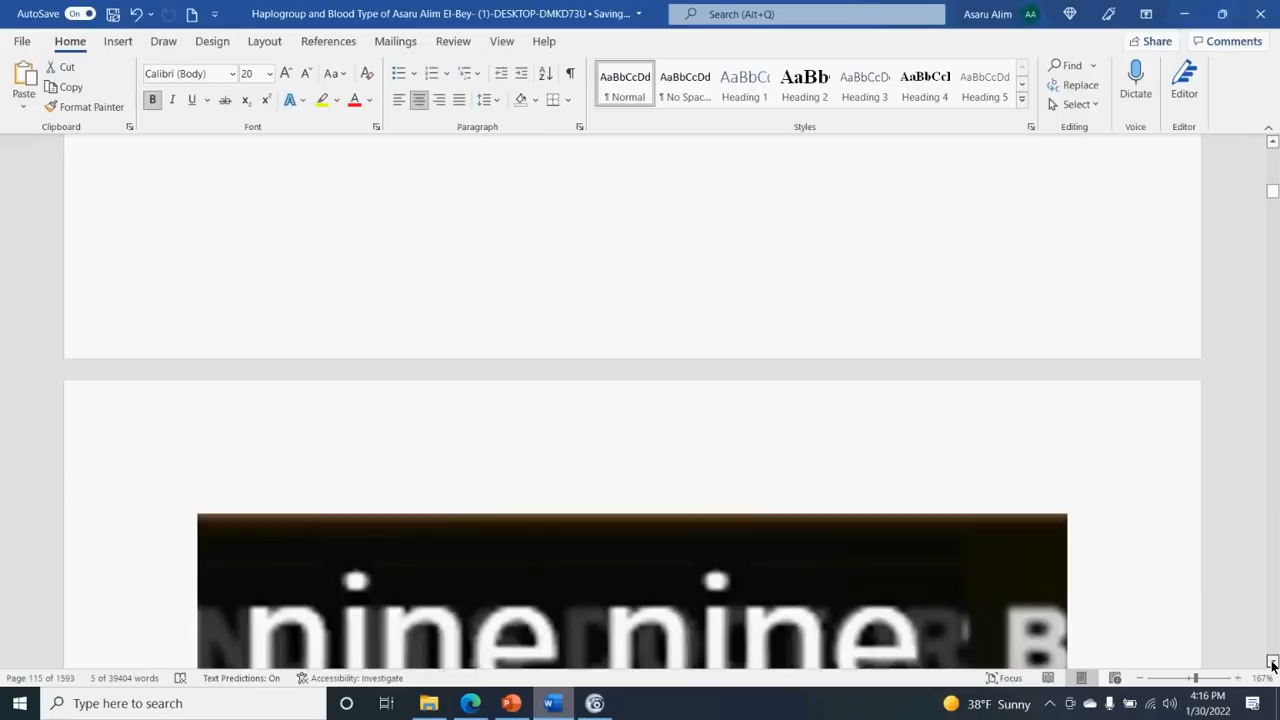 AutoSave On Haplogroup and Blood Type of Asaru Alim El-Bey- (1)-DESKTOP-DMKD73U • Saving... Search (Alt+Q) Asaru Alim AA
File Home Insert Draw Design Layout References Mailings Review View Help Share Comments
Paste Cut Copy Format Painter
Calibri (Body) 20 Aa
B I U ab x₂ x² A A
AaBbCcDd AaBbCcDd AaBbCc AaBb AaBbCcD AaBbCcI AaBbCcDd
¶ Normal ¶ No Spac... Heading 1 Heading 2 Heading 3 Heading 4 Heading 5
Find Replace Select Dictate Editor
Clipboard Font Paragraph Styles Editing Voice Editor
nine nine B
Page 115 of 1593 5 of 39404 words Text Predictions: On Accessibility: Investigate Focus 167%
Type here to search 38°F Sunny 4:16 PM
1/30/2022